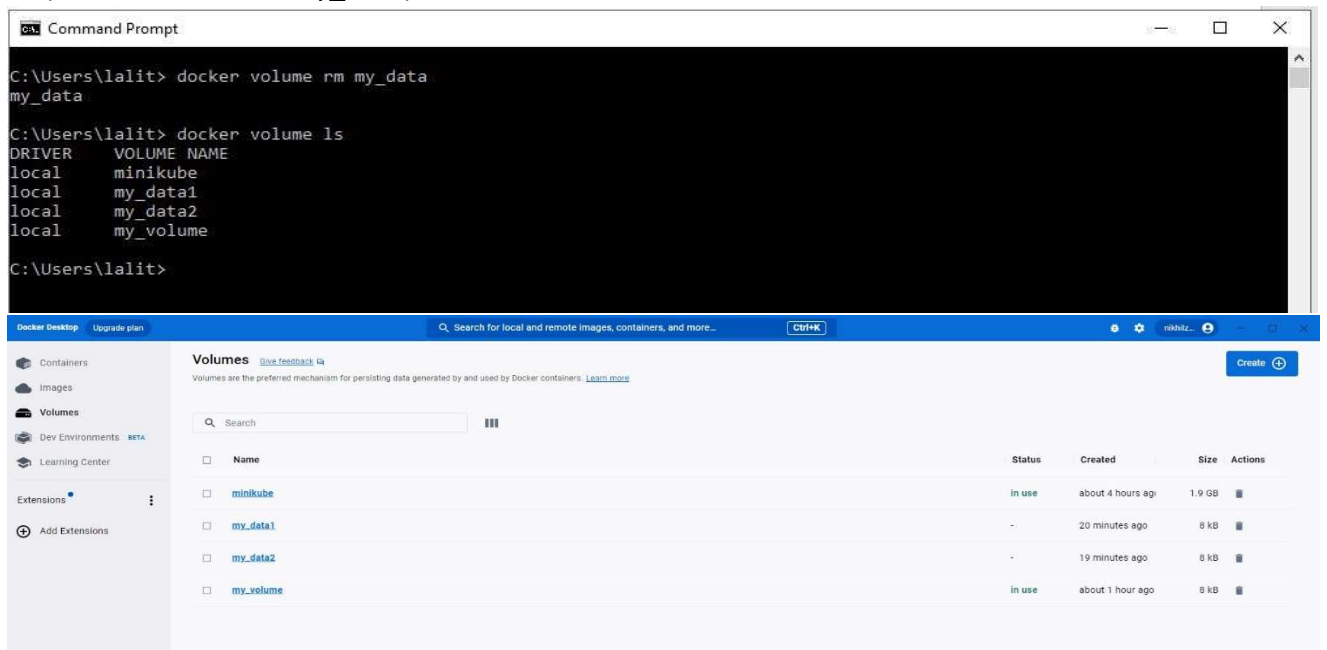 Command Prompt
C:\Users\lalit> docker volume rm my_data
my_data
C:\Users\lalit> docker volume ls
DRIVER    VOLUME NAME
local     minikube
local     my_data1
local     my_data2
local     my_volume
C:\Users\lalit>
Docker Desktop Upgrade plan Search for local and remote images, containers, and more... Ctrl+K nikhilz...
Containers
Images
Volumes
Dev Environments BETA
Learning Center
Extensions
Add Extensions
Volumes Give feedback
Volumes are the preferred mechanism for persisting data generated by and used by Docker containers. Learn more
Create
Search
Name Status Created Size Actions
minikube in use about 4 hours ag 1.9 GB
my_data1 - 20 minutes ago 8 kB
my_data2 - 19 minutes ago 8 kB
my_volume in use about 1 hour ago 8 kB